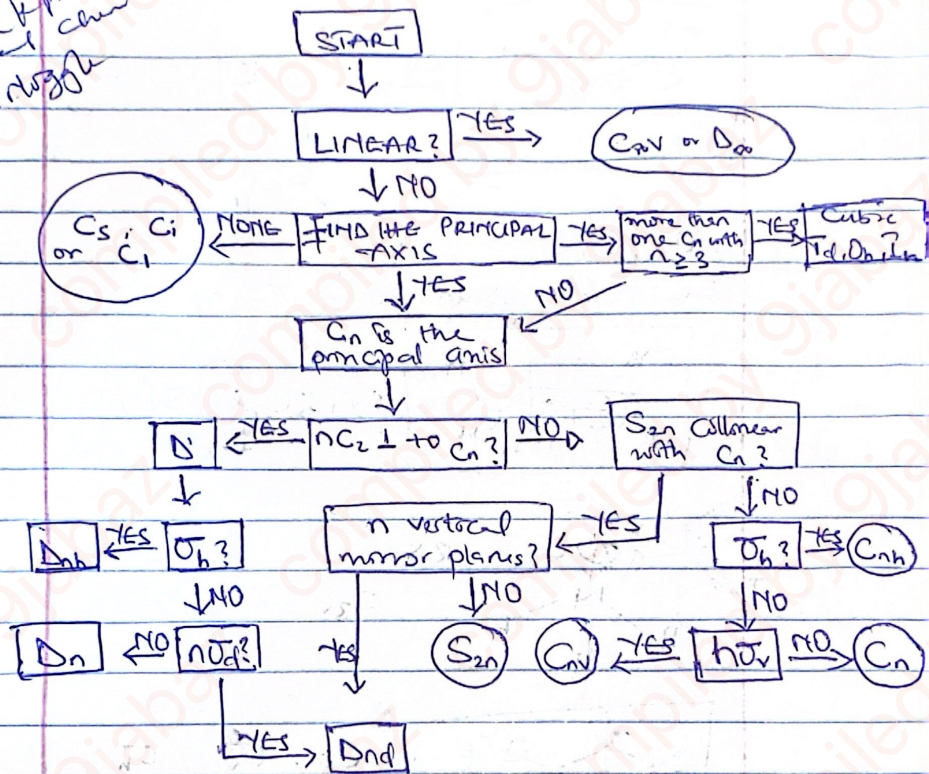 START
LINEAR?
YES
C∞v or D∞
NO
Cs, Ci
or C1
NONE
FIND THE PRINCIPAL
-AXIS
YES
more than
one Cn with
n ≥ 3
YES
Cubic
Td, Oh, Ih
YES
NO
Cn is the
principal axis
D
YES
nC2 ⊥ to Cn?
NO
S2n Collinear
with Cn?
NO
Dnh
YES
σh?
n vertical
mirror planes?
YES
σh?
YES
Cnh
NO
NO
NO
Dn
NO
nσd?
YES
S2n
Cnv
YES
nσv
NO
Cn
YES
Dnd
compiled by 9jabaz